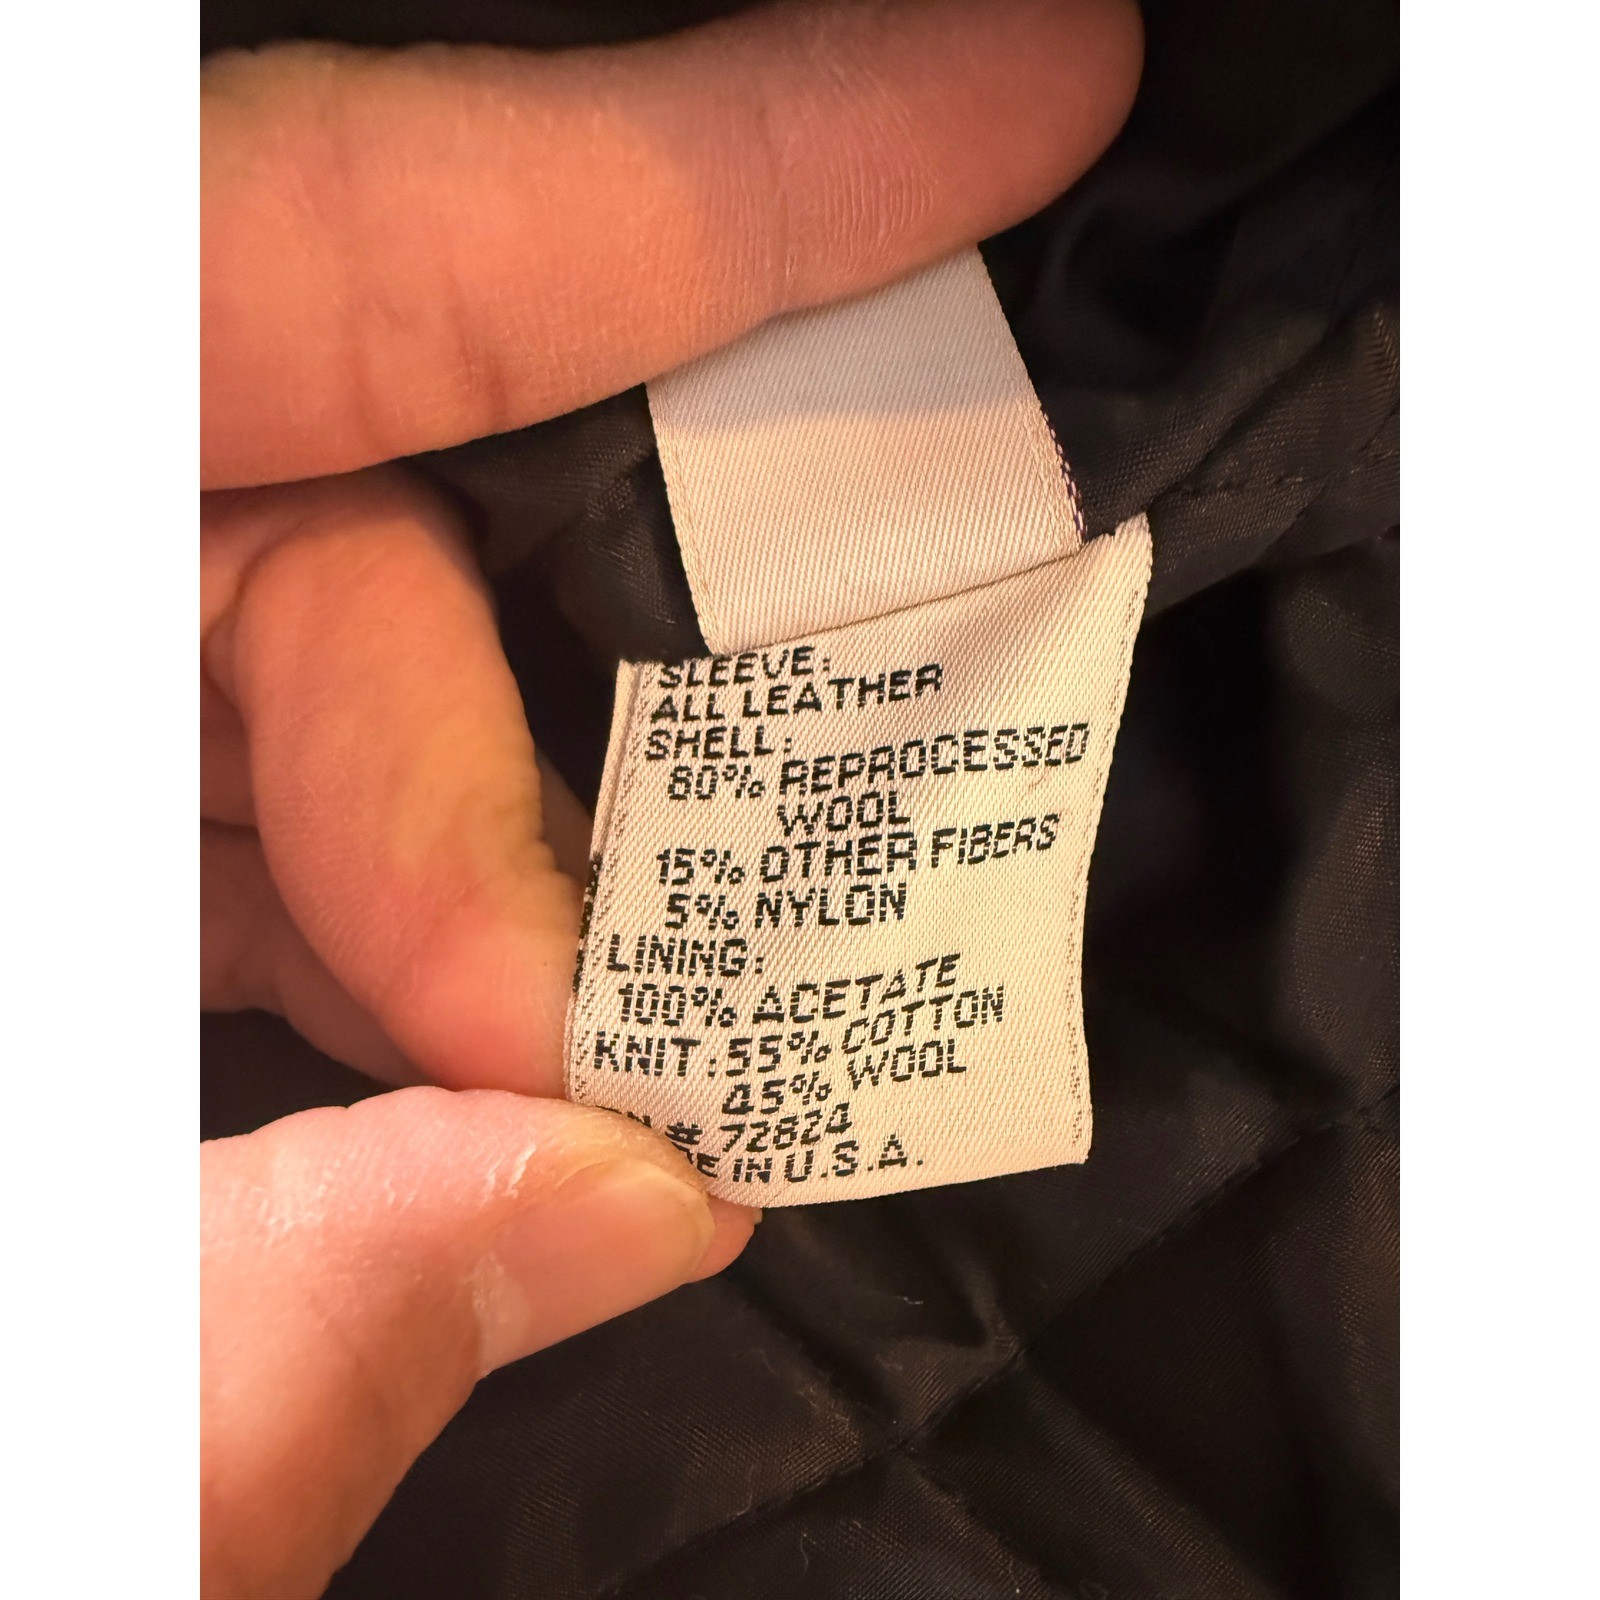 SLEEVE:
ALL LEATHER
SHELL:
80% REPROCESSED
WOOL
15% OTHER FIBERS
5% NYLON
LINING:
100% ACETATE
KNIT: 55% COTTON
45% WOOL
# 72824
IN U.S.A.